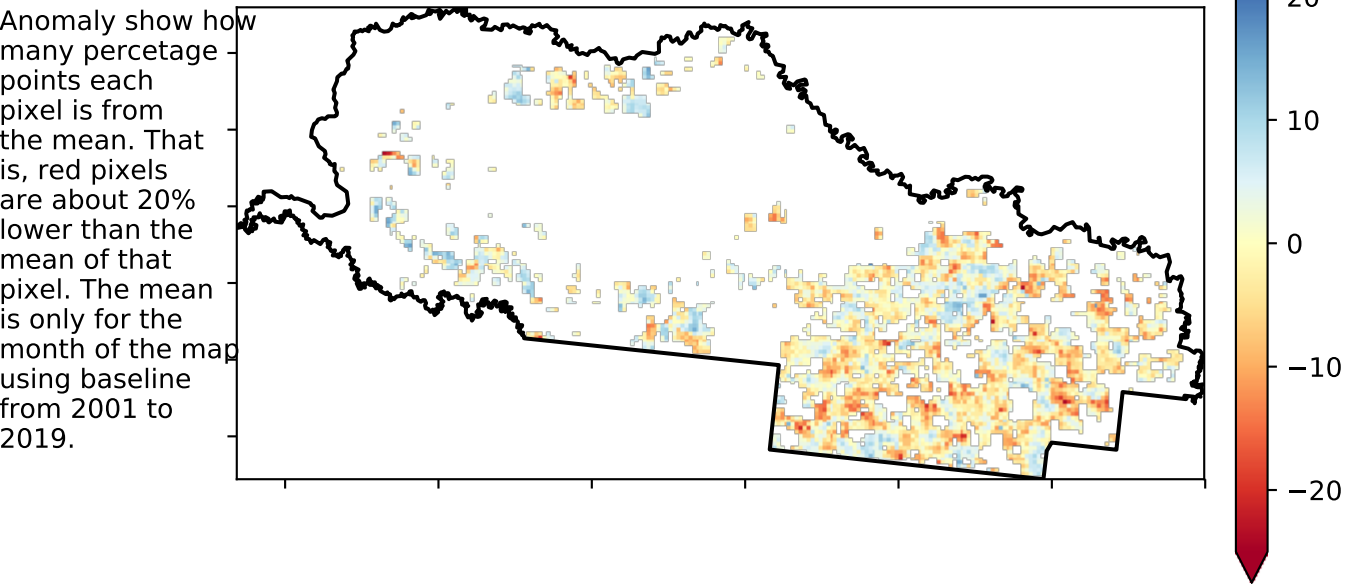 Anomaly show how
many percetage
points each
pixel is from
the mean. That
is, red pixels
are about 20%
lower than the
mean of that
pixel. The mean
is only for the
month of the map
using baseline
from 2001 to
2019.
20
10
0
−10
−20